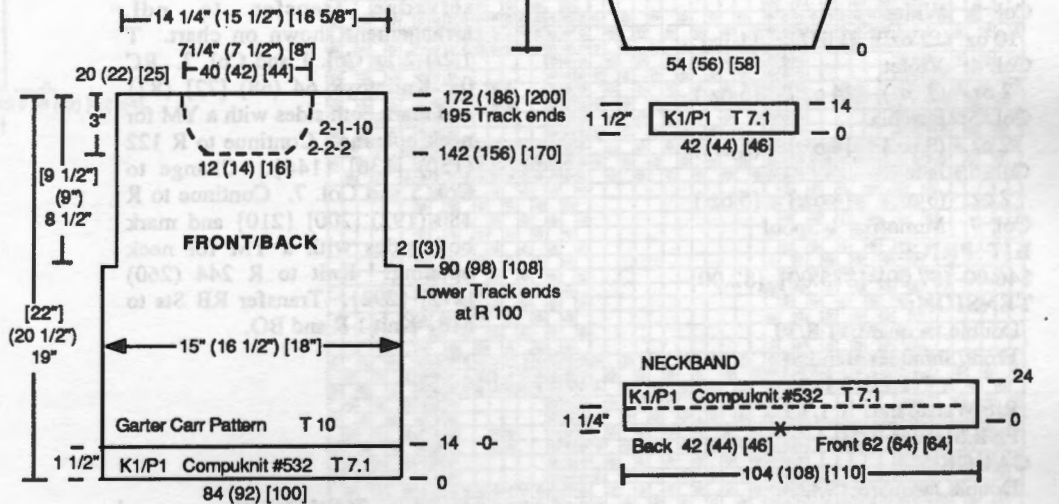 14 1/4" (15 1/2") [16 5/8"]
71/4" (7 1/2") [8"]
20 (22) [25]
40 (42) [44]
3"
172 (186) [200]
195 Track ends
2-1-10
2-2-2
142 (156) [170]
12 (14) [16]
[9 1/2"]
(9")
8 1/2"
FRONT/BACK
2 [(3)]
90 (98) [108]
Lower Track ends
at R 100
[22"]
(20 1/2")
19"
15" (16 1/2") [18"]
Garter Carr Pattern T 10
14 -0-
1 1/2"
K1/P1 Compuknit #532 T 7.1
0
84 (92) [100]
0
54 (56) [58]
1 1/2"
K1/P1 T 7.1
14
0
42 (44) [46]
NECKBAND
24
K1/P1 Compuknit #532 T 7.1
1 1/4"
0
Back 42 (44) [46] Front 62 (64) [64]
104 (108) [110]